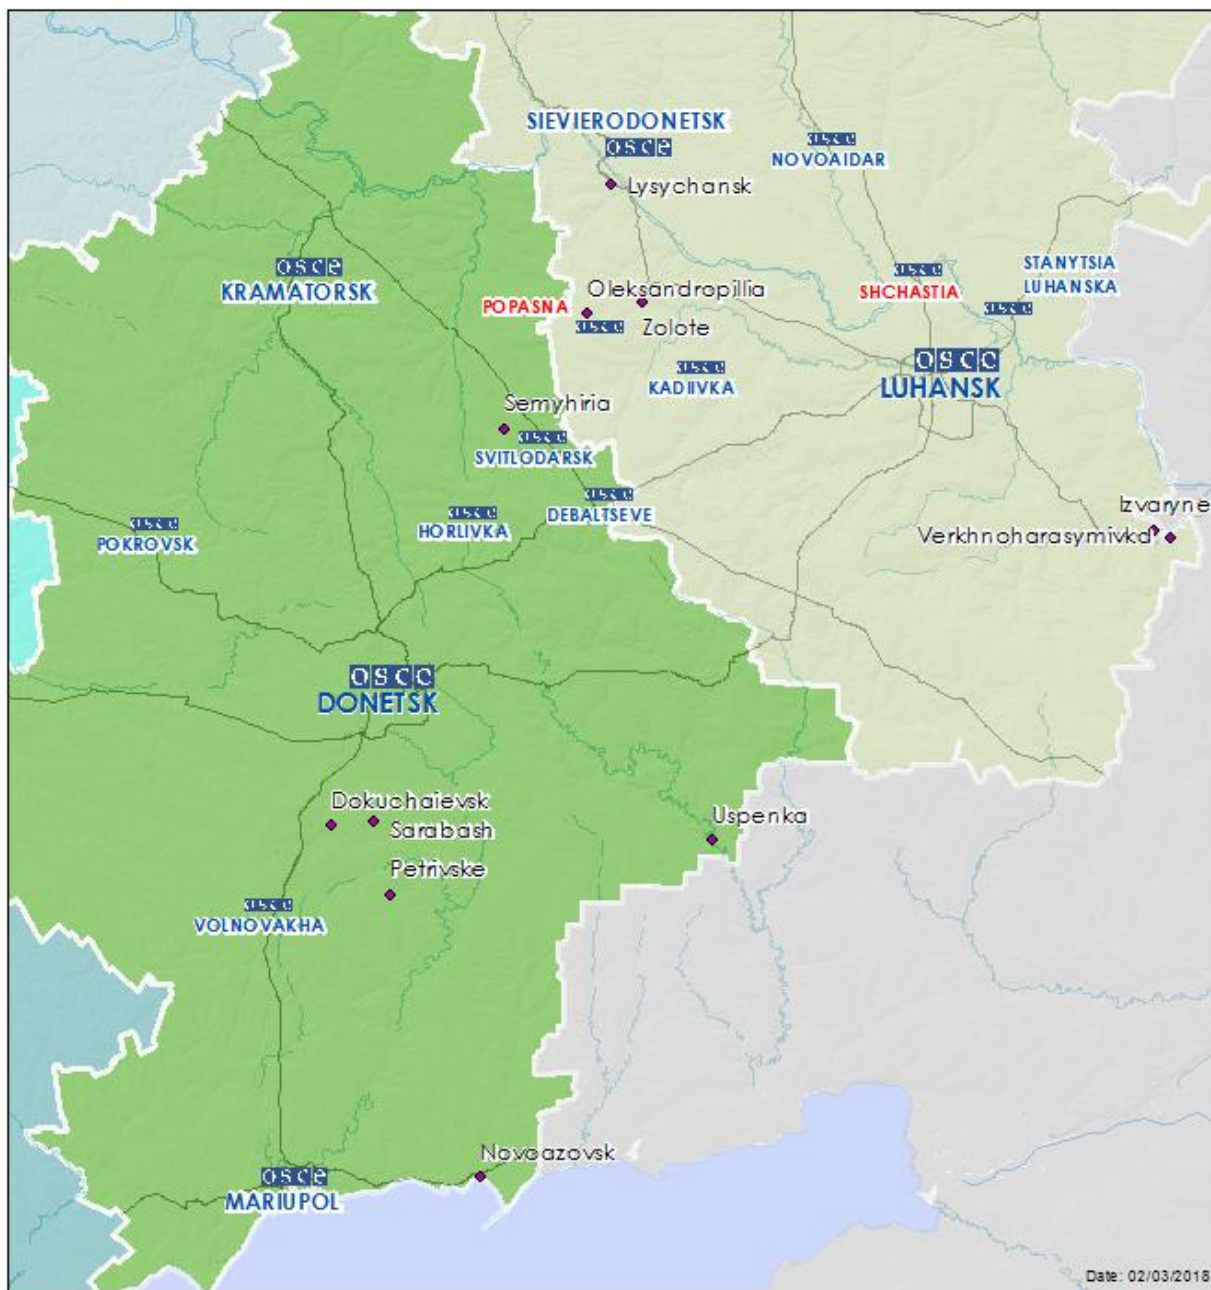 SIEVIERODONETSK
osce
osce
NOVOAIDAR
Lysychansk
osce
KRAMATORSK
osce
SHCHASTIA
STANYTSIA
LUHANSKA
osce
Oleksandropillia
POPASNA
osce
Zolote
osce
LUHANSK
osce
KADIIVKA
Semyhiria
osce
SVITLODARSK
osce
DEBALTSEVE
osce
HORLIVKA
osce
POKROVSK
Izvaryne
Verkhnoharasymivka
osce
DONETSK
Dokuchaievsk
Sarabash
Uspenka
Petrivske
osce
VOLNOVAKHA
Novoazovsk
osce
MARIUPOL
Date: 02/03/2018